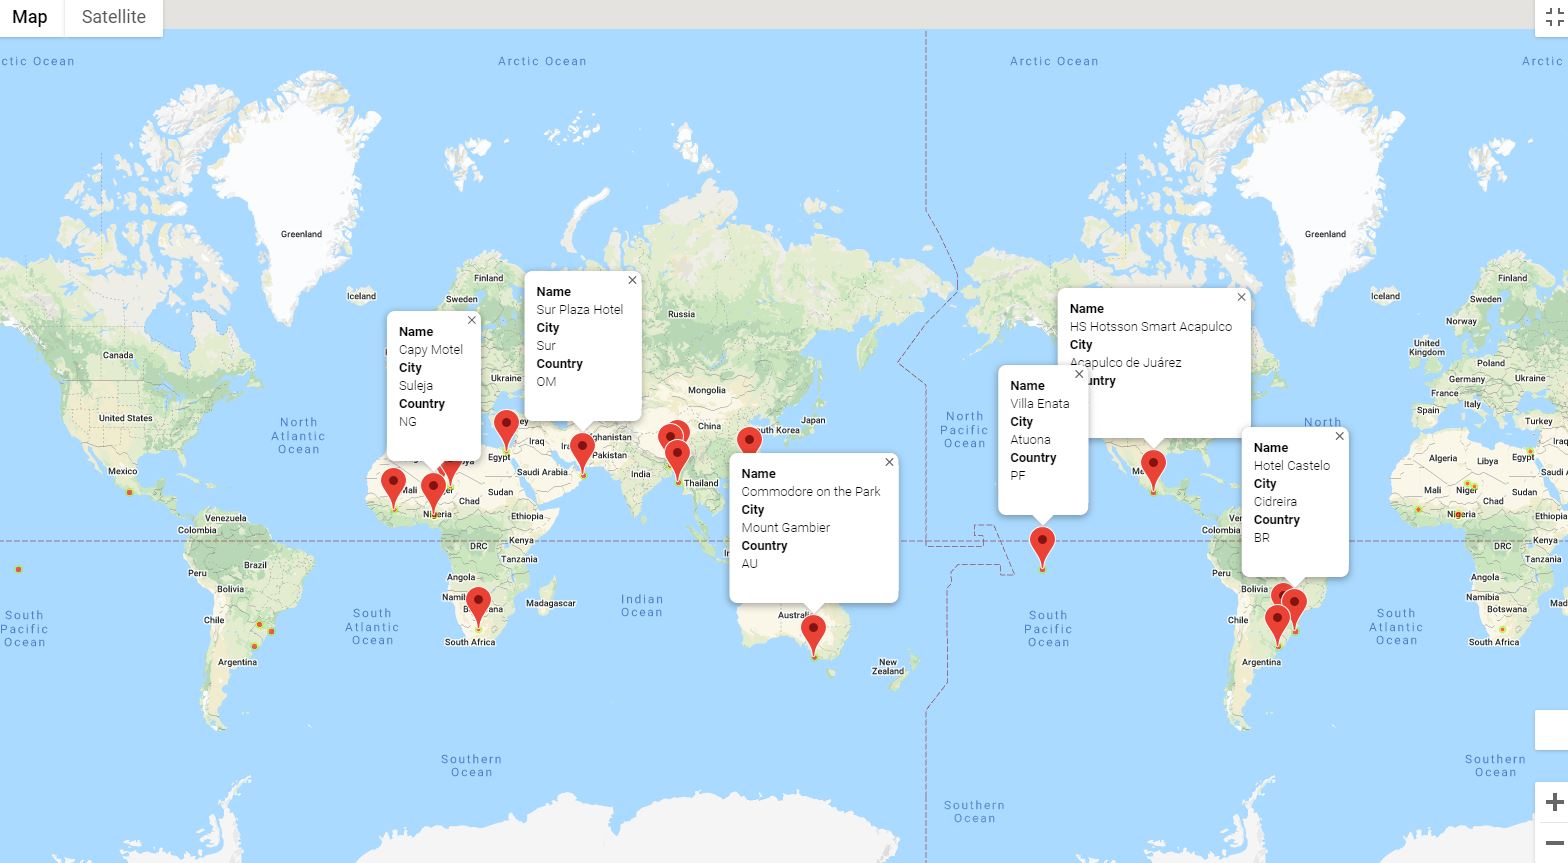 Map
Satellite
ctic Ocean
Arctic Ocean
Arctic Ocean
Arctic
Greenland
Greenland
Iceland
Finland
Sweden
Russia
Canada
United States
Mexico
North
Atlantic
Ocean
Ukraine
Mongolia
China
Japan
outh Korea
Iraq
Afghanistan
Pakistan
Egypt
Saudi Arabia
India
Thailand
Mali
Chad
Sudan
Nigeria
Ethiopia
Venezuela
Colombia
DRC
Kenya
Tanzania
Brazil
Peru
Bolivia
Angola
Madagascar
Chile
South Africa
Argentina
South
Pacific
Ocean
South
Atlantic
Ocean
Indian
Ocean
New
Zealand
Southern
Ocean
Name
Capy Motel
City
Suleja
Country
NG
Name
Sur Plaza Hotel
City
Sur
Country
OM
Name
Commodore on the Park
City
Mount Gambier
Country
AU
Name
HS Hotsson Smart Acapulco
City
Acapulco de Juárez
untry
Name
Villa Enata
City
Atuona
Country
PF
Name
Hotel Castelo
City
Cidreira
Country
BR
North
Pacific
Ocean
North
South
Pacific
Ocean
Southern
Ocean
Colombia
Peru
Bolivia
Chile
Argentina
South
Atlantic
Ocean
Southern
Ocean
Iceland
Finland
Sweden
Norway
United
Kingdom
Poland
Germany
Ukraine
France
Spain
Turkey
Iraq
Algeria
Libya
Egypt
Saudi A
Mali
Niger
Chad
Sudan
Nigeria
Ethiopia
DRC
Kenya
Tanzania
Angola
Namibia
Botswana
Mad
South Africa